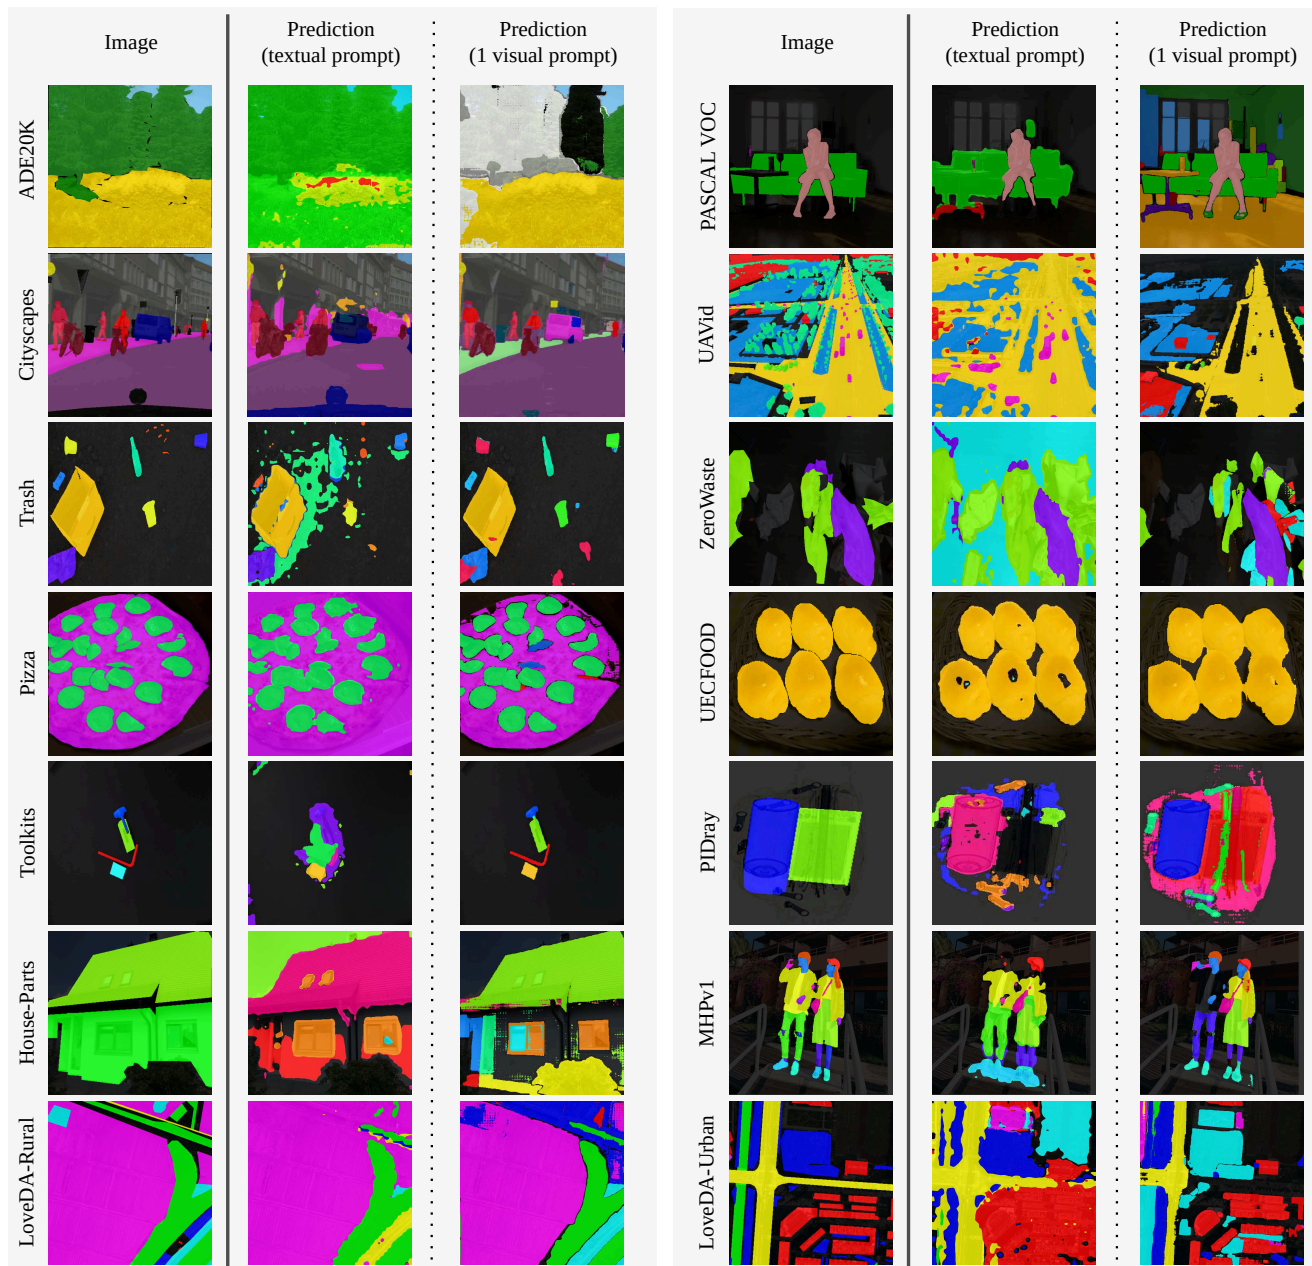 Image
Prediction
(textual prompt)
Prediction
(1 visual prompt)
ADE20K
Cityscapes
Trash
Pizza
Toolkits
House-Parts
LoveDA-Rural
Image
Prediction
(textual prompt)
Prediction
(1 visual prompt)
PASCAL VOC
UAVid
ZeroWaste
UECFOOD
PIDray
MHPv1
LoveDA-Urban